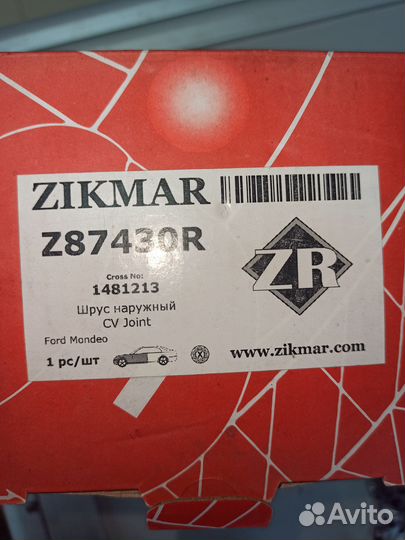 ZIKMAR
Z87430R
Cross No:
1481213
Шрус наружный
CV Joint
Ford Mondeo
1 pc/шт
ZR
www.zikmar.com
Avito